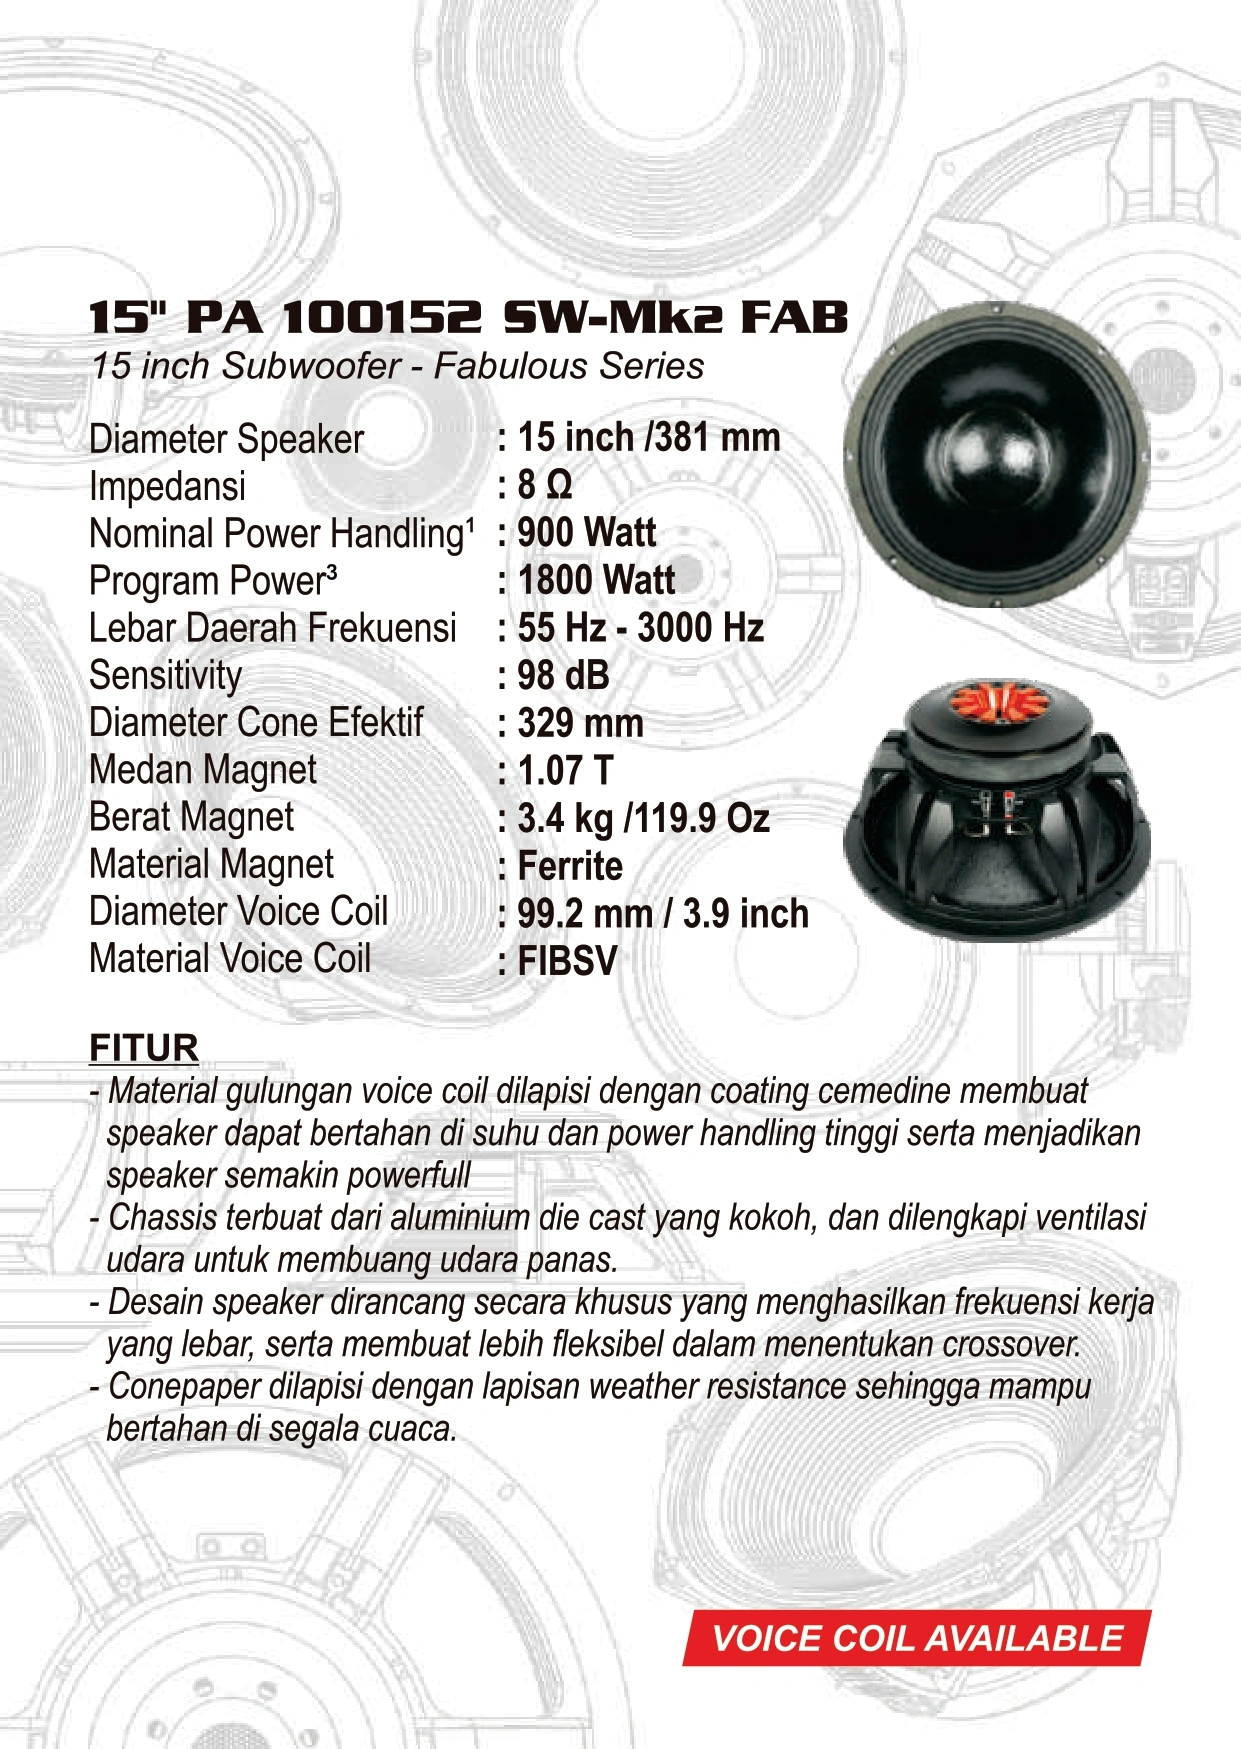 15" PA 100152 SW-Mk2 FAB
15 inch Subwoofer - Fabulous Series
Diameter Speaker : 15 inch /381 mm
Impedansi : 8 Ω
Nominal Power Handling¹ : 900 Watt
Program Power³ : 1800 Watt
Lebar Daerah Frekuensi : 55 Hz - 3000 Hz
Sensitivity : 98 dB
Diameter Cone Efektif : 329 mm
Medan Magnet : 1.07 T
Berat Magnet : 3.4 kg /119.9 Oz
Material Magnet : Ferrite
Diameter Voice Coil : 99.2 mm / 3.9 inch
Material Voice Coil : FIBSV
FITUR
- Material gulungan voice coil dilapisi dengan coating cemedine membuat
speaker dapat bertahan di suhu dan power handling tinggi serta menjadikan
speaker semakin powerfull
- Chassis terbuat dari aluminium die cast yang kokoh, dan dilengkapi ventilasi
udara untuk membuang udara panas.
- Desain speaker dirancang secara khusus yang menghasilkan frekuensi kerja
yang lebar, serta membuat lebih fleksibel dalam menentukan crossover.
- Conepaper dilapisi dengan lapisan weather resistance sehingga mampu
bertahan di segala cuaca.
VOICE COIL AVAILABLE